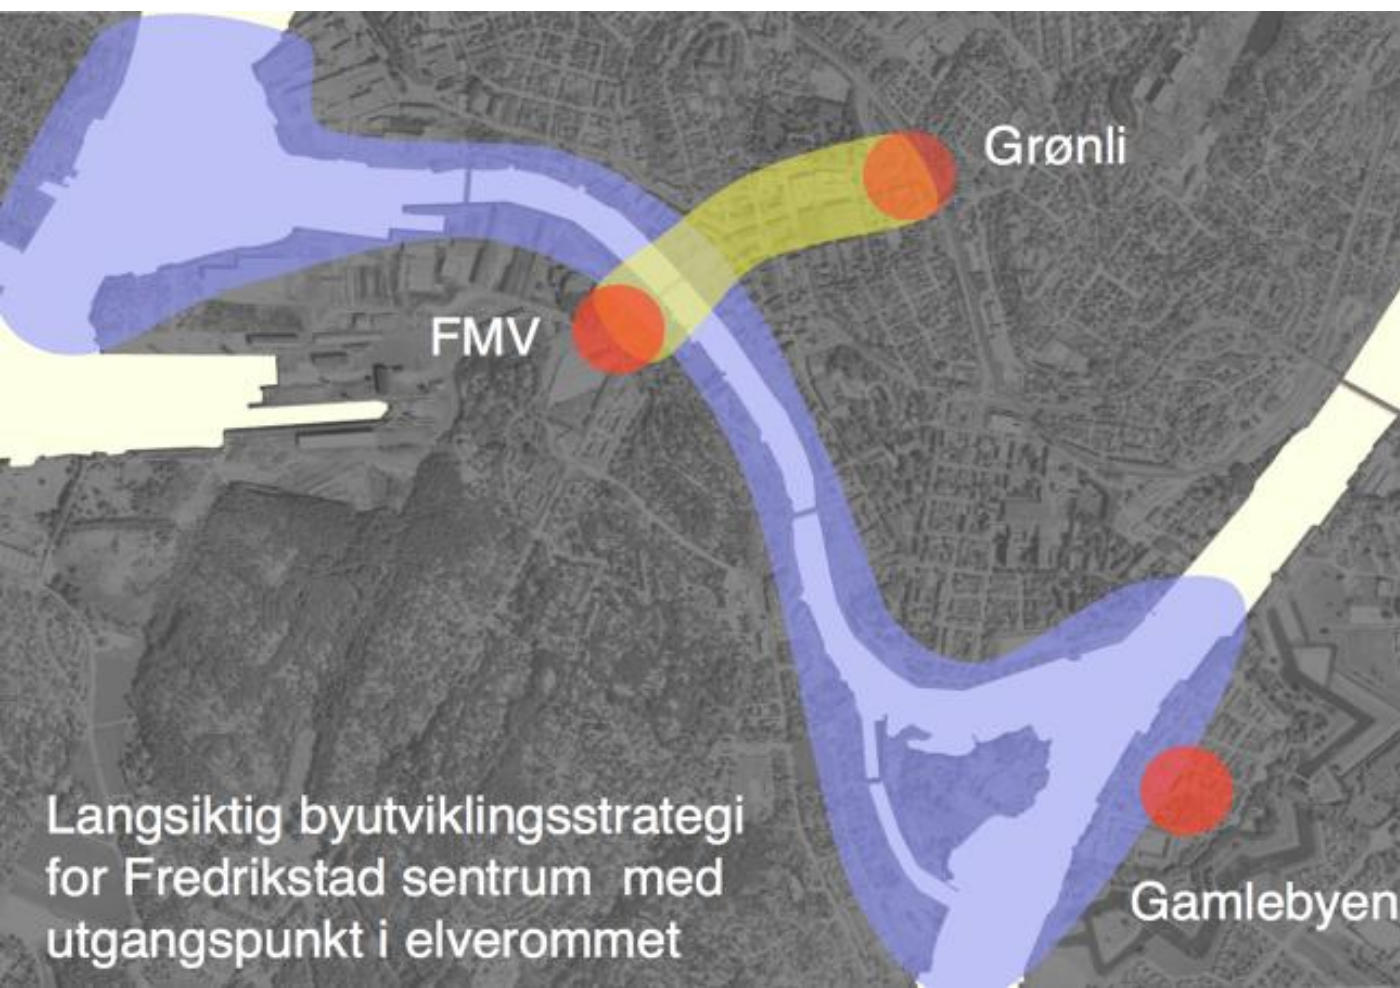 Grønli
FMV
Gamlebyen
Langsiktig byutviklingsstrategi
for Fredrikstad sentrum med
utgangspunkt i elverommet